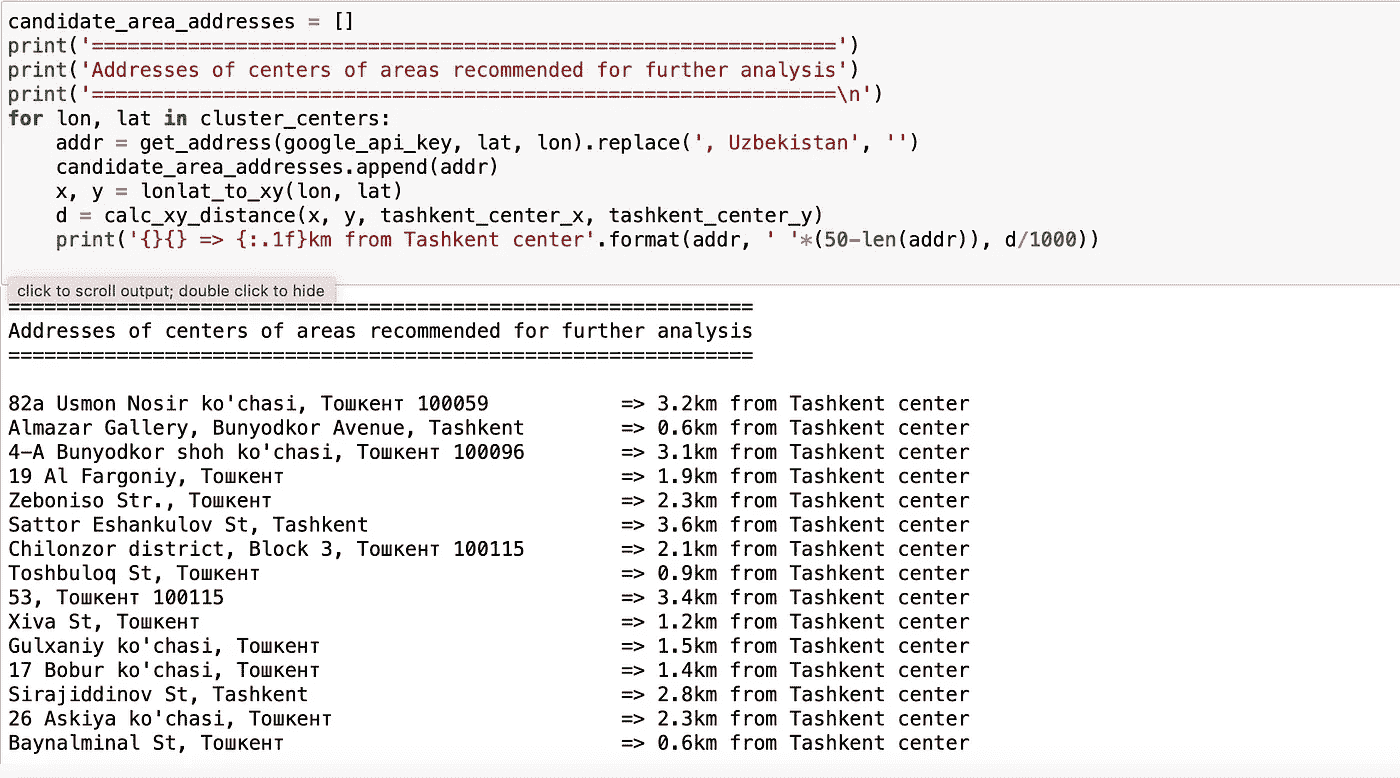 candidate_area_addresses = []
print('==============================================================')
print('Addresses of centers of areas recommended for further analysis')
print('==============================================================\n')
for lon, lat in cluster_centers:
    addr = get_address(google_api_key, lat, lon).replace(', Uzbekistan', '')
    candidate_area_addresses.append(addr)
    x, y = lonlat_to_xy(lon, lat)
    d = calc_xy_distance(x, y, tashkent_center_x, tashkent_center_y)
    print('{}{} => {:.1f}km from Tashkent center'.format(addr, ' '*(50-len(addr)), d/1000))
click to scroll output; double click to hide
==============================================================
Addresses of centers of areas recommended for further analysis
==============================================================
82a Usmon Nosir ko'chasi, Тошкент 100059           => 3.2km from Tashkent center
Almazar Gallery, Bunyodkor Avenue, Tashkent        => 0.6km from Tashkent center
4-A Bunyodkor shoh ko'chasi, Тошкент 100096        => 3.1km from Tashkent center
19 Al Fargoniy, Тошкент                            => 1.9km from Tashkent center
Zeboniso Str., Тошкент                             => 2.3km from Tashkent center
Sattor Eshankulov St, Tashkent                     => 3.6km from Tashkent center
Chilonzor district, Block 3, Тошкент 100115        => 2.1km from Tashkent center
Toshbuloq St, Тошкент                              => 0.9km from Tashkent center
53, Тошкент 100115                                 => 3.4km from Tashkent center
Xiva St, Тошкент                                   => 1.2km from Tashkent center
Gulxaniy ko'chasi, Тошкент                         => 1.5km from Tashkent center
17 Bobur ko'chasi, Тошкент                         => 1.4km from Tashkent center
Sirajiddinov St, Tashkent                          => 2.8km from Tashkent center
26 Askiya ko'chasi, Тошкент                        => 2.3km from Tashkent center
Baynalminal St, Тошкент                            => 0.6km from Tashkent center